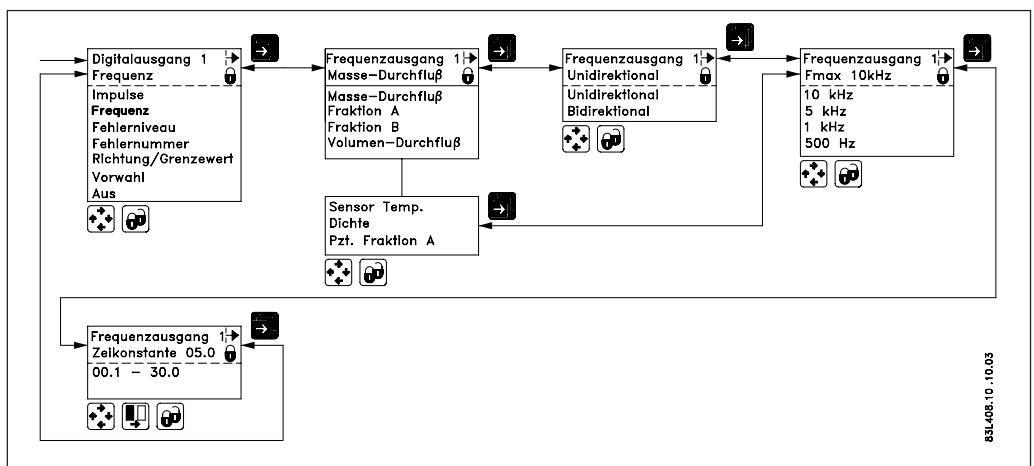 Digitalausgang 1
Frequenz
Impulse
Frequenz
Fehlerniveau
Fehlernummer
Richtung/Grenzewert
Vorwahl
Aus
Frequenzausgang 1
Masse-Durchfluß
Masse-Durchfluß
Fraktion A
Fraktion B
Volumen-Durchfluß
Sensor Temp.
Dichte
Pzt. Fraktion A
Frequenzausgang 1
Unidirektional
Unidirektional
Bidirektional
Frequenzausgang 1
Fmax 10kHz
10 kHz
5 kHz
1 kHz
500 Hz
Frequenzausgang 1
Zeikonstante 05.0
00.1 – 30.0
83L408.10 .10.03